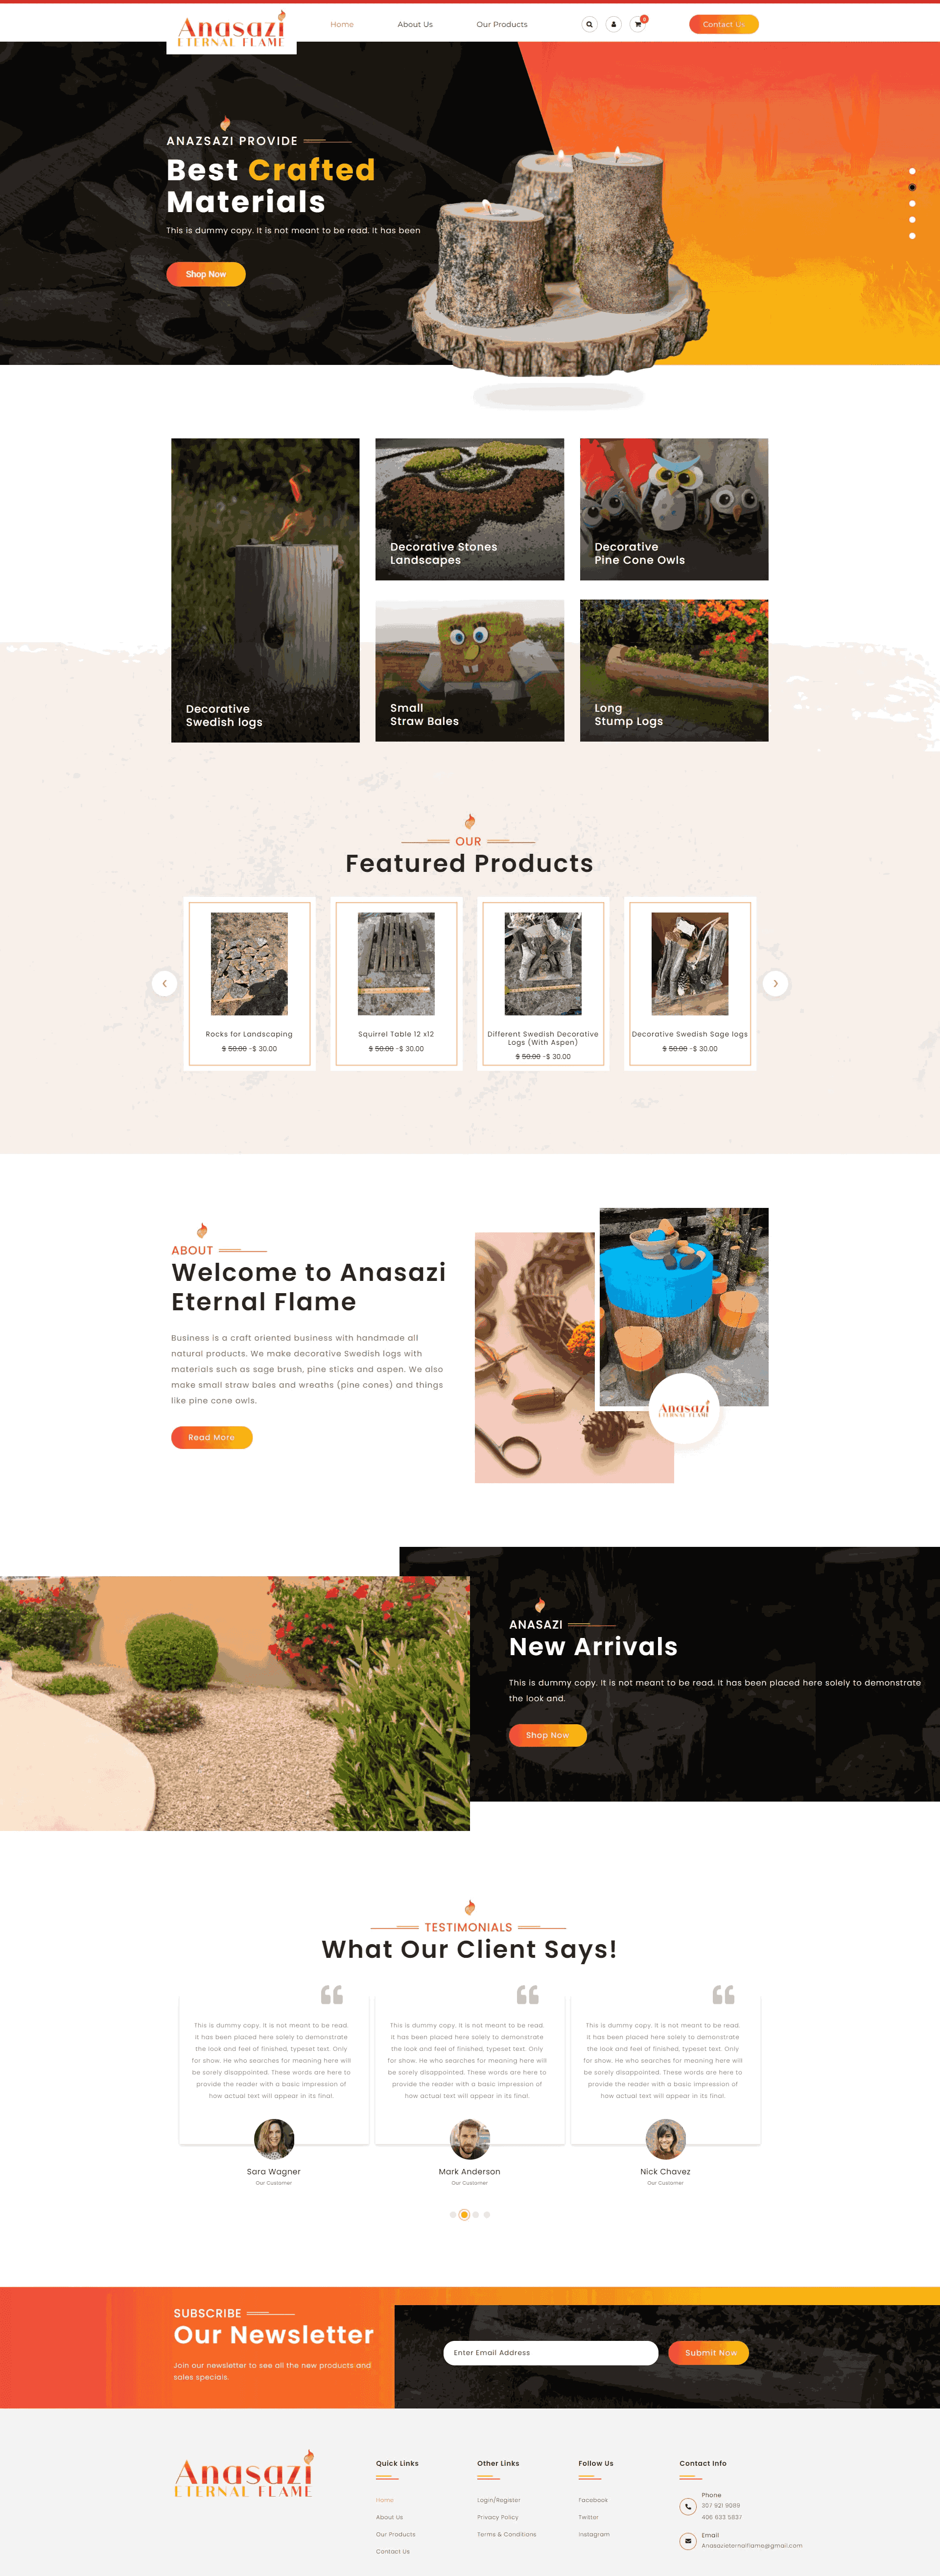 Anasazi
ETERNAL FLAME
Home
About Us
Our Products
0
Contact Us
ANAZSAZI PROVIDE
Best Crafted
Materials
This is dummy copy. It is not meant to be read. It has been
Shop Now
Decorative Stones
Landscapes
Decorative
Pine Cone Owls
Decorative
Swedish logs
Small
Straw Bales
Long
Stump Logs
OUR
Featured Products
Rocks for Landscaping
$ 50.00 -$ 30.00
Squirrel Table 12 x12
$ 50.00 -$ 30.00
Different Swedish Decorative
Logs (With Aspen)
$ 50.00 -$ 30.00
Decorative Swedish Sage logs
$ 50.00 -$ 30.00
ABOUT
Welcome to Anasazi
Eternal Flame
Business is a craft oriented business with handmade all
natural products. We make decorative Swedish logs with
materials such as sage brush, pine sticks and aspen. We also
make small straw bales and wreaths (pine cones) and things
like pine cone owls.
Read More
Anasazi
ETERNAL FLAME
ANASAZI
New Arrivals
This is dummy copy. It is not meant to be read. It has been placed here solely to demonstrate
the look and.
Shop Now
TESTIMONIALS
What Our Client Says!
This is dummy copy. It is not meant to be read.
It has been placed here solely to demonstrate
the look and feel of finished, typeset text. Only
for show. He who searches for meaning here will
be sorely disappointed. These words are here to
provide the reader with a basic impression of
how actual text will appear in its final.
Sara Wagner
Our Customer
This is dummy copy. It is not meant to be read.
It has been placed here solely to demonstrate
the look and feel of finished, typeset text. Only
for show. He who searches for meaning here will
be sorely disappointed. These words are here to
provide the reader with a basic impression of
how actual text will appear in its final.
Mark Anderson
Our Customer
This is dummy copy. It is not meant to be read.
It has been placed here solely to demonstrate
the look and feel of finished, typeset text. Only
for show. He who searches for meaning here will
be sorely disappointed. These words are here to
provide the reader with a basic impression of
how actual text will appear in its final.
Nick Chavez
Our Customer
SUBSCRIBE
Our Newsletter
Join our newsletter to see all the new products and
sales specials.
Enter Email Address
Submit Now
Anasazi
ETERNAL FLAME
Quick Links
Home
About Us
Our Products
Contact Us
Other Links
Login/Register
Privacy Policy
Terms & Conditions
Follow Us
Facebook
Twitter
Instagram
Contact Info
Phone
307 921 9089
406 633 5837
Email
Anasazieternalflame@gmail.com